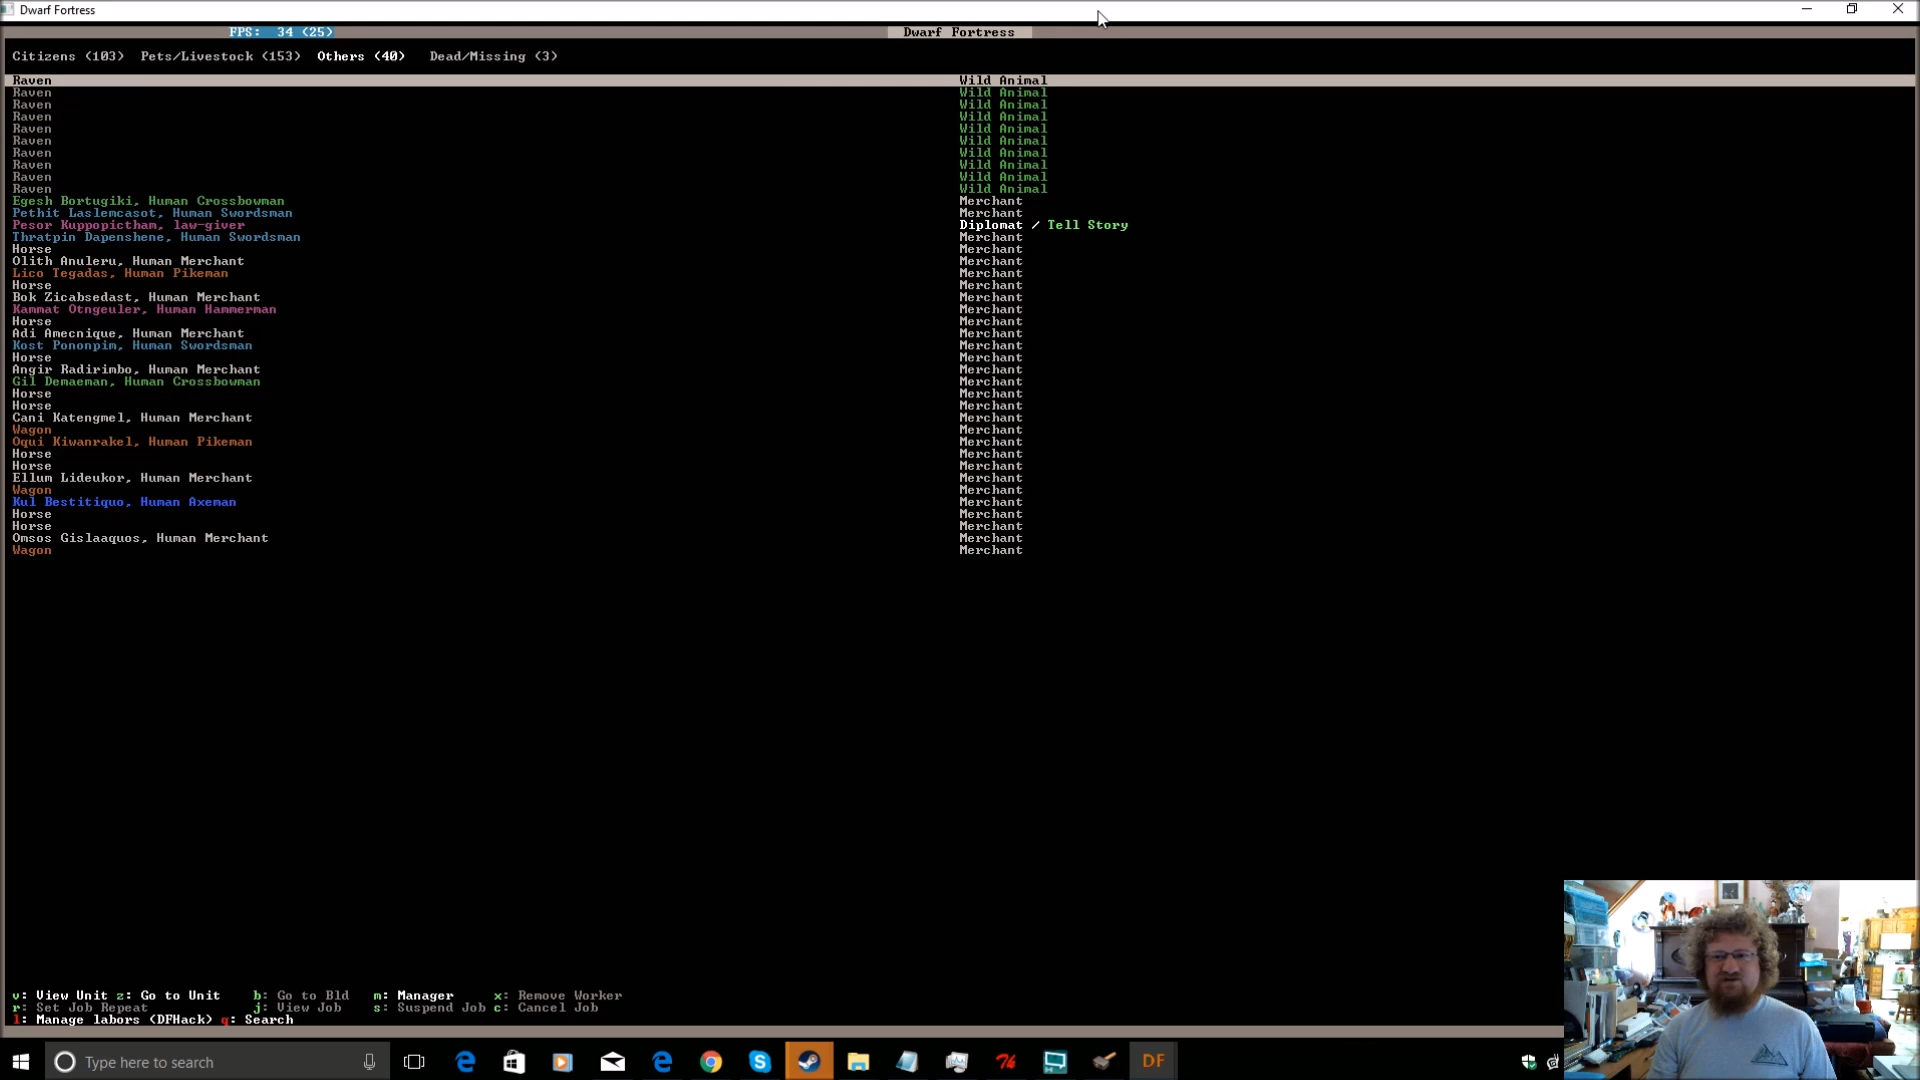 Dwarf Fortress
FPS: 34 (25) Dwarf Fortress
Citizens (103) Pets/Livestock (153) Others (40) Dead/Missing (3)
Raven Wild Animal
Raven Wild Animal
Raven Wild Animal
Raven Wild Animal
Raven Wild Animal
Raven Wild Animal
Raven Wild Animal
Raven Wild Animal
Raven Wild Animal
Raven Wild Animal
Egesh Bortugiki, Human Crossbowman Merchant
Pethit Laslemcasot, Human Swordsman Merchant
Pesor Kuppopictham, law-giver Diplomat / Tell Story
Thratpin Dapenshene, Human Swordsman Merchant
Horse Merchant
Olith Anuleru, Human Merchant Merchant
Lico Tegadas, Human Pikeman Merchant
Horse Merchant
Bok Zicabsedast, Human Merchant Merchant
Kammat Otngeuler, Human Hammerman Merchant
Horse Merchant
Adi Amecnique, Human Merchant Merchant
Kost Pononpim, Human Swordsman Merchant
Horse Merchant
Angir Radirimbo, Human Merchant Merchant
Gil Demaeman, Human Crossbowman Merchant
Horse Merchant
Horse Merchant
Cani Katengmel, Human Merchant Merchant
Wagon Merchant
Oqui Kiwanrakel, Human Pikeman Merchant
Horse Merchant
Horse Merchant
Ellum Lideukor, Human Merchant Merchant
Wagon Merchant
Kul Bestitiquo, Human Axeman Merchant
Horse Merchant
Horse Merchant
Omsos Gislaaquos, Human Merchant Merchant
Wagon Merchant
v: View Unit z: Go to Unit b: Go to Bld m: Manager x: Remove Worker
r: Set Job Repeat j: View Job s: Suspend Job c: Cancel Job
l: Manage labors (DFHack) q: Search
Type here to search
DF